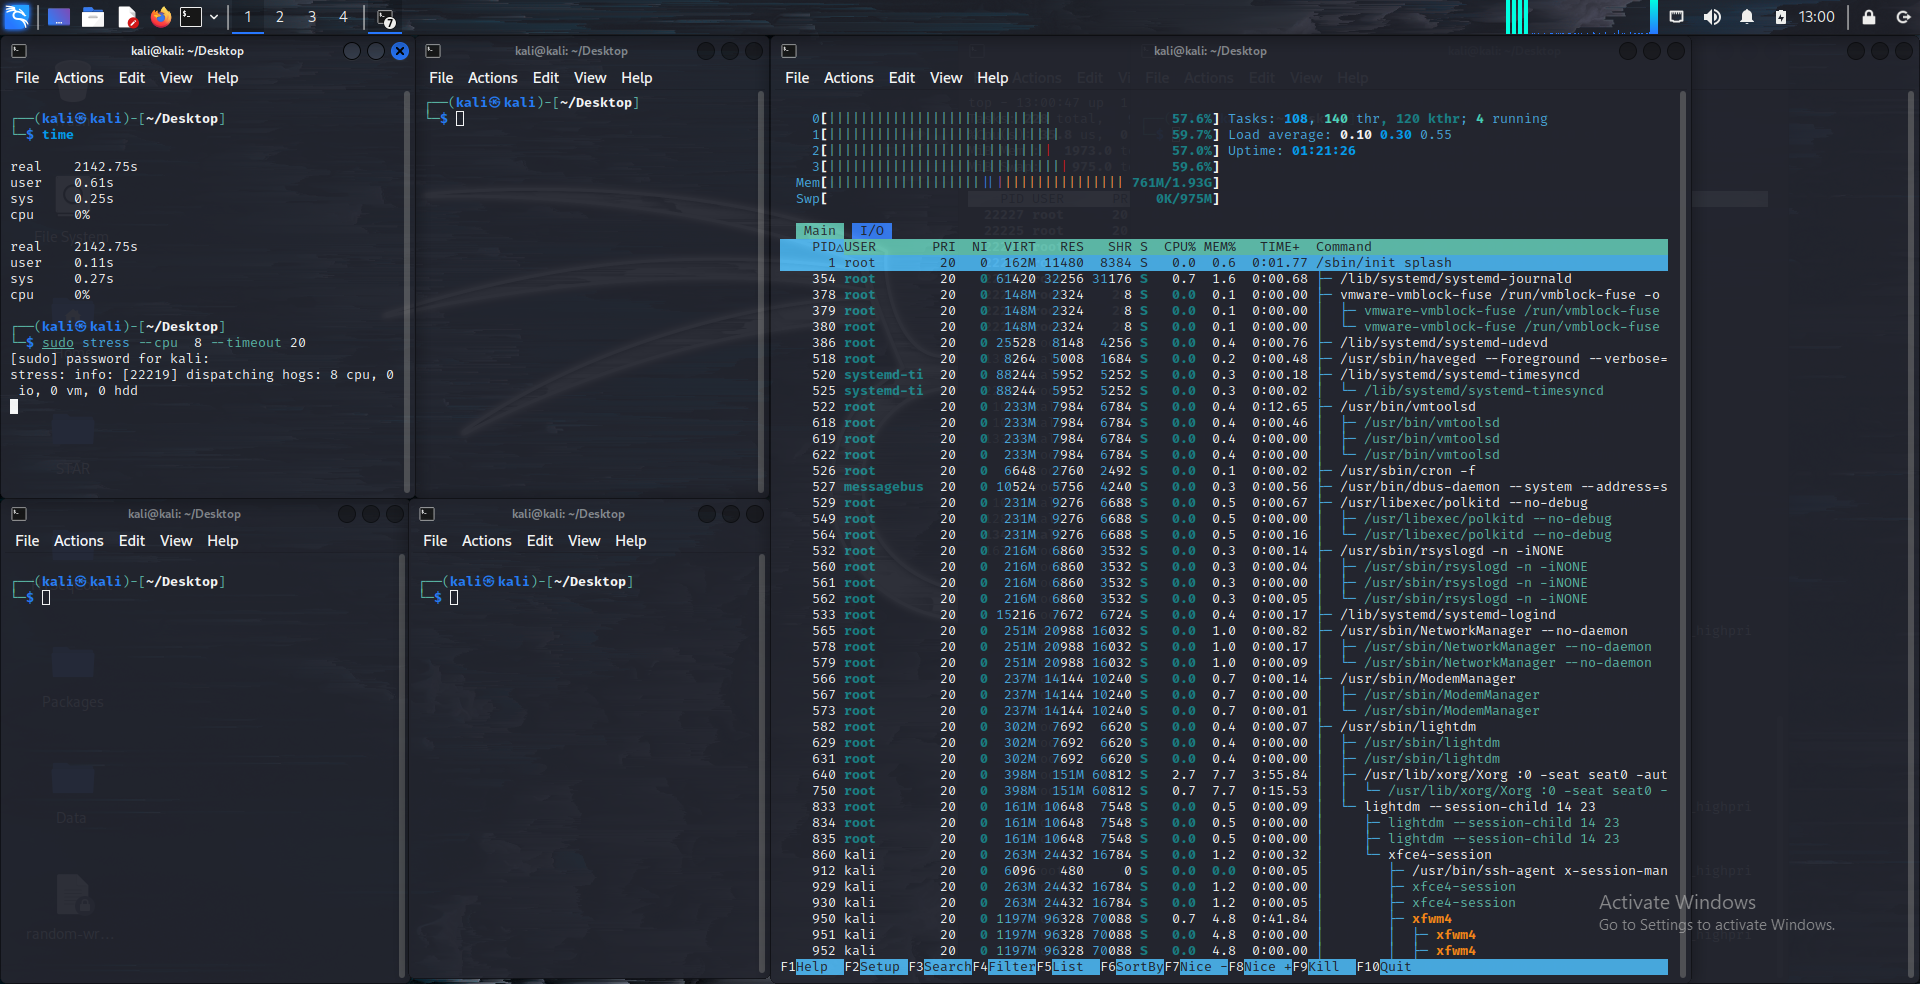 1 2 3 4 7 13:00
kali@kali: ~/Desktop
File Actions Edit View Help
┌──(kali㉿kali)-[~/Desktop]
└─$ time
real 2142.75s
user 0.61s
sys 0.25s
cpu 0%
real 2142.75s
user 0.11s
sys 0.27s
cpu 0%
┌──(kali㉿kali)-[~/Desktop]
└─$ sudo stress --cpu 8 --timeout 20
[sudo] password for kali:
stress: info: [22219] dispatching hogs: 8 cpu, 0
io, 0 vm, 0 hdd
kali@kali: ~/Desktop
File Actions Edit View Help
┌──(kali㉿kali)-[~/Desktop]
└─$
kali@kali: ~/Desktop
File Actions Edit View Help
┌──(kali㉿kali)-[~/Desktop]
└─$
kali@kali: ~/Desktop
File Actions Edit View Help
┌──(kali㉿kali)-[~/Desktop]
└─$
kali@kali: ~/Desktop
File Actions Edit View Help
0[ 57.6%] Tasks: 108, 140 thr, 120 kthr; 4 running
1[ 59.7%] Load average: 0.10 0.30 0.55
2[ 57.0%] Uptime: 01:21:26
3[ 59.6%]
Mem[ 761M/1.93G]
Swp[ 0K/975M]
Main I/O
PID△USER PRI NI VIRT RES SHR S CPU% MEM% TIME+ Command
1 root 20 0 162M 11480 8384 S 0.0 0.6 0:01.77 /sbin/init splash
354 root 20 0 61420 32256 31176 S 0.7 1.6 0:00.68 ├─ /lib/systemd/systemd-journald
378 root 20 0 148M 2324 8 S 0.0 0.1 0:00.00 ├─ vmware-vmblock-fuse /run/vmblock-fuse -o
379 root 20 0 148M 2324 8 S 0.0 0.1 0:00.00 │ ├─ vmware-vmblock-fuse /run/vmblock-fuse
380 root 20 0 148M 2324 8 S 0.0 0.1 0:00.00 │ └─ vmware-vmblock-fuse /run/vmblock-fuse
386 root 20 0 25528 8148 4256 S 0.0 0.4 0:00.76 ├─ /lib/systemd/systemd-udevd
518 root 20 0 8264 5008 1684 S 0.0 0.2 0:00.48 ├─ /usr/sbin/haveged --Foreground --verbose=
520 systemd-ti 20 0 88244 5952 5252 S 0.0 0.3 0:00.18 ├─ /lib/systemd/systemd-timesyncd
525 systemd-ti 20 0 88244 5952 5252 S 0.0 0.3 0:00.02 │ └─ /lib/systemd/systemd-timesyncd
522 root 20 0 233M 7984 6784 S 0.0 0.4 0:12.65 ├─ /usr/bin/vmtoolsd
618 root 20 0 233M 7984 6784 S 0.0 0.4 0:00.46 │ ├─ /usr/bin/vmtoolsd
619 root 20 0 233M 7984 6784 S 0.0 0.4 0:00.00 │ ├─ /usr/bin/vmtoolsd
622 root 20 0 233M 7984 6784 S 0.0 0.4 0:00.00 │ └─ /usr/bin/vmtoolsd
526 root 20 0 6648 2760 2492 S 0.0 0.1 0:00.02 ├─ /usr/sbin/cron -f
527 messagebus 20 0 10524 5756 4240 S 0.0 0.3 0:00.56 ├─ /usr/bin/dbus-daemon --system --address=s
529 root 20 0 231M 9276 6688 S 0.0 0.5 0:00.67 ├─ /usr/libexec/polkitd --no-debug
549 root 20 0 231M 9276 6688 S 0.0 0.5 0:00.00 │ ├─ /usr/libexec/polkitd --no-debug
564 root 20 0 231M 9276 6688 S 0.0 0.5 0:00.16 │ └─ /usr/libexec/polkitd --no-debug
532 root 20 0 216M 6860 3532 S 0.0 0.3 0:00.14 ├─ /usr/sbin/rsyslogd -n -iNONE
560 root 20 0 216M 6860 3532 S 0.0 0.3 0:00.04 │ ├─ /usr/sbin/rsyslogd -n -iNONE
561 root 20 0 216M 6860 3532 S 0.0 0.3 0:00.00 │ ├─ /usr/sbin/rsyslogd -n -iNONE
562 root 20 0 216M 6860 3532 S 0.0 0.3 0:00.05 │ └─ /usr/sbin/rsyslogd -n -iNONE
533 root 20 0 15216 7672 6724 S 0.0 0.4 0:00.17 ├─ /lib/systemd/systemd-logind
565 root 20 0 251M 20988 16032 S 0.0 1.0 0:00.82 ├─ /usr/sbin/NetworkManager --no-daemon
578 root 20 0 251M 20988 16032 S 0.0 1.0 0:00.17 │ ├─ /usr/sbin/NetworkManager --no-daemon
579 root 20 0 251M 20988 16032 S 0.0 1.0 0:00.09 │ └─ /usr/sbin/NetworkManager --no-daemon
566 root 20 0 237M 14144 10240 S 0.0 0.7 0:00.14 ├─ /usr/sbin/ModemManager
567 root 20 0 237M 14144 10240 S 0.0 0.7 0:00.00 │ ├─ /usr/sbin/ModemManager
573 root 20 0 237M 14144 10240 S 0.0 0.7 0:00.01 │ └─ /usr/sbin/ModemManager
582 root 20 0 302M 7692 6620 S 0.0 0.4 0:00.07 ├─ /usr/sbin/lightdm
629 root 20 0 302M 7692 6620 S 0.0 0.4 0:00.00 │ ├─ /usr/sbin/lightdm
631 root 20 0 302M 7692 6620 S 0.0 0.4 0:00.00 │ ├─ /usr/sbin/lightdm
640 root 20 0 398M 151M 60812 S 2.7 7.7 3:55.84 │ ├─ /usr/lib/xorg/Xorg :0 -seat seat0 -aut
750 root 20 0 398M 151M 60812 S 0.7 7.7 0:15.53 │ │ └─ /usr/lib/xorg/Xorg :0 -seat seat0 -
833 root 20 0 161M 10648 7548 S 0.0 0.5 0:00.09 │ └─ lightdm --session-child 14 23
834 root 20 0 161M 10648 7548 S 0.0 0.5 0:00.00 │ ├─ lightdm --session-child 14 23
835 root 20 0 161M 10648 7548 S 0.0 0.5 0:00.00 │ ├─ lightdm --session-child 14 23
860 kali 20 0 263M 24432 16784 S 0.0 1.2 0:00.32 │ └─ xfce4-session
912 kali 20 0 6096 480 0 S 0.0 0.0 0:00.05 │ ├─ /usr/bin/ssh-agent x-session-man
929 kali 20 0 263M 24432 16784 S 0.0 1.2 0:00.00 │ ├─ xfce4-session
930 kali 20 0 263M 24432 16784 S 0.0 1.2 0:00.05 │ ├─ xfce4-session
950 kali 20 0 1197M 96328 70088 S 0.7 4.8 0:41.84 │ ├─ xfwm4
951 kali 20 0 1197M 96328 70088 S 0.0 4.8 0:00.00 │ │ ├─ xfwm4
952 kali 20 0 1197M 96328 70088 S 0.0 4.8 0:00.00 │ │ ├─ xfwm4
F1Help F2Setup F3SearchF4FilterF5List F6SortByF7Nice -F8Nice +F9Kill F10Quit
File System
STAR
Packages
Data
random-wr...
Activate Windows
Go to Settings to activate Windows.